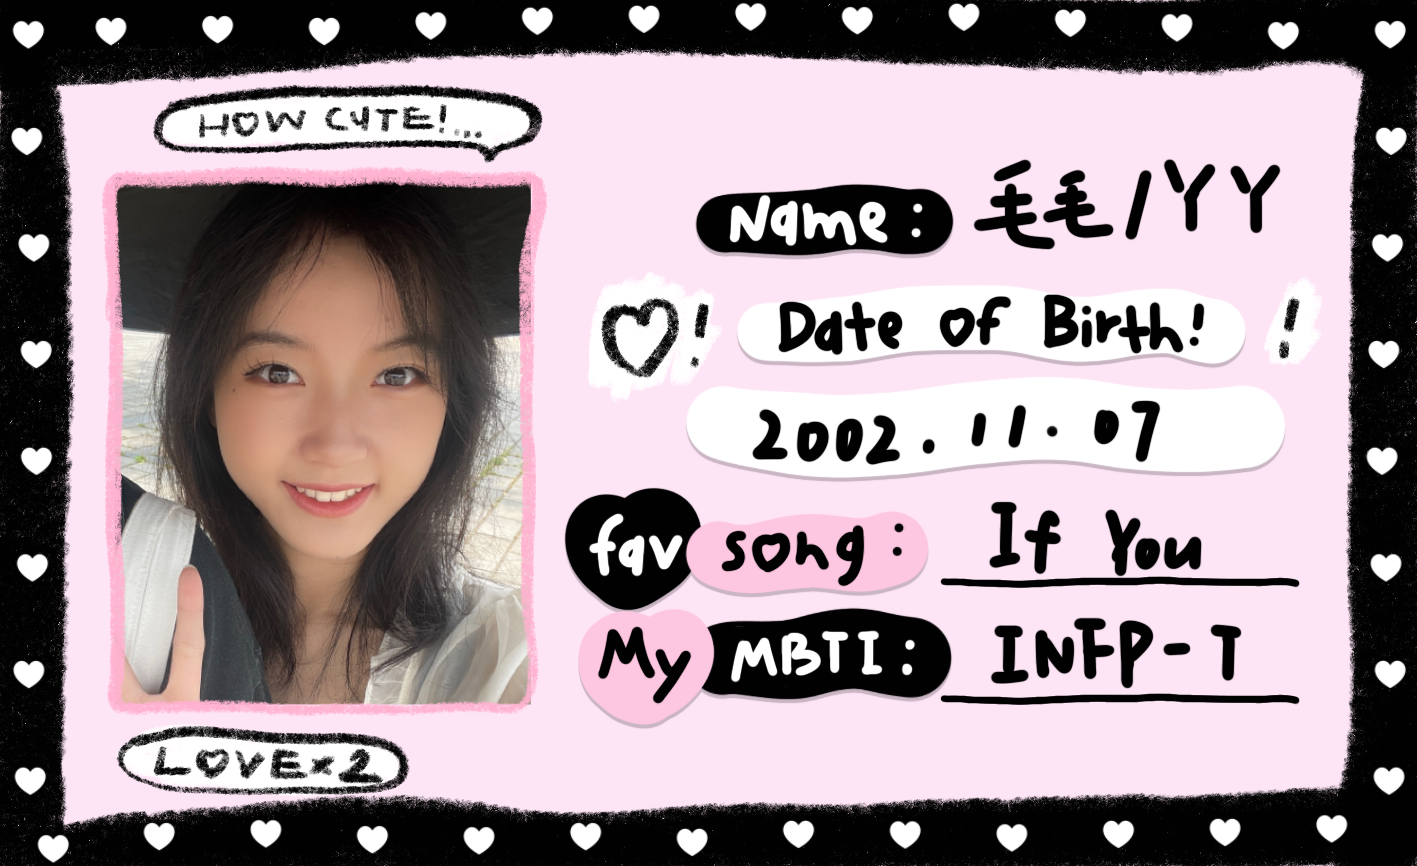 HOW CUTE!...
Name: 毛毛/YY
Date of Birth!
!
!
2002.11.07
fav song: If You
My MBTI: INFP-T
LOVE×2